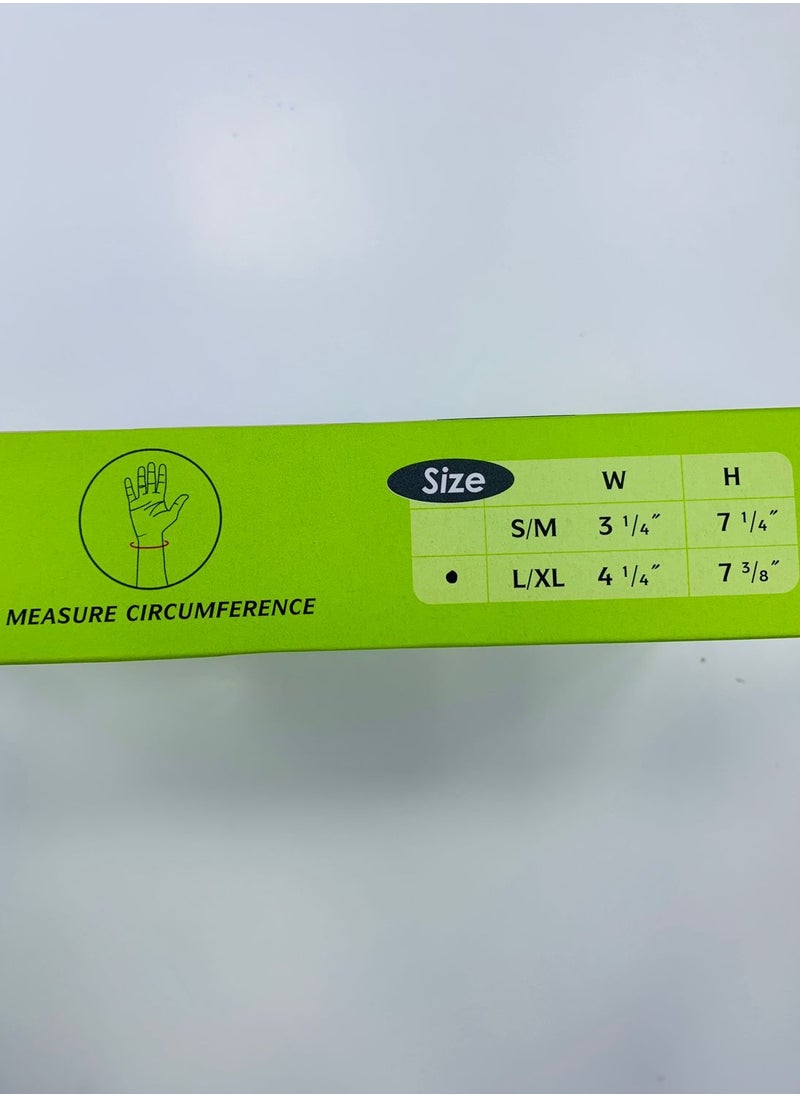 Size W H
S/M 3 1/4″ 7 1/4″
• L/XL 4 1/4″ 7 3/8″
MEASURE CIRCUMFERENCE